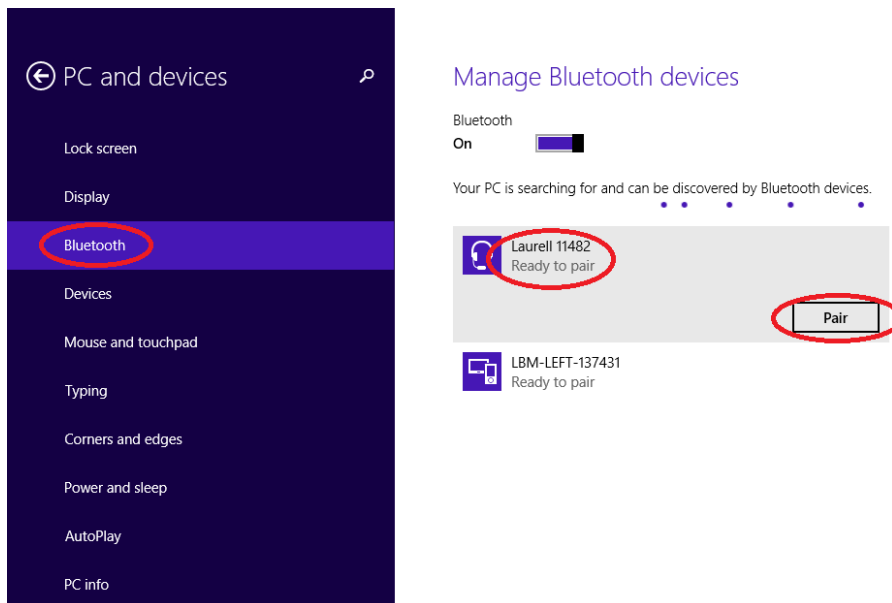 PC and devices
Lock screen
Display
Bluetooth
Devices
Mouse and touchpad
Typing
Corners and edges
Power and sleep
AutoPlay
PC info
Manage Bluetooth devices
Bluetooth
On
Your PC is searching for and can be discovered by Bluetooth devices.
Laurell 11482
Ready to pair
Pair
LBM-LEFT-137431
Ready to pair